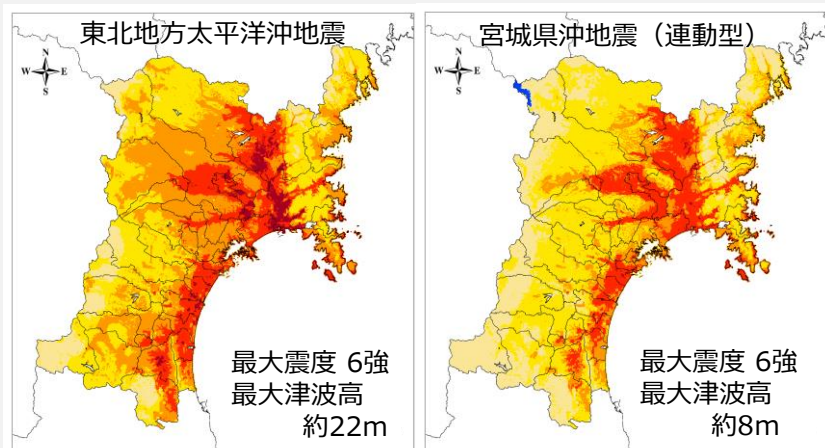 東北地方太平洋沖地震
N
W E
S
最大震度 6強
最大津波高
約22m
宮城県沖地震（連動型）
N
W E
S
最大震度 6強
最大津波高
約8m